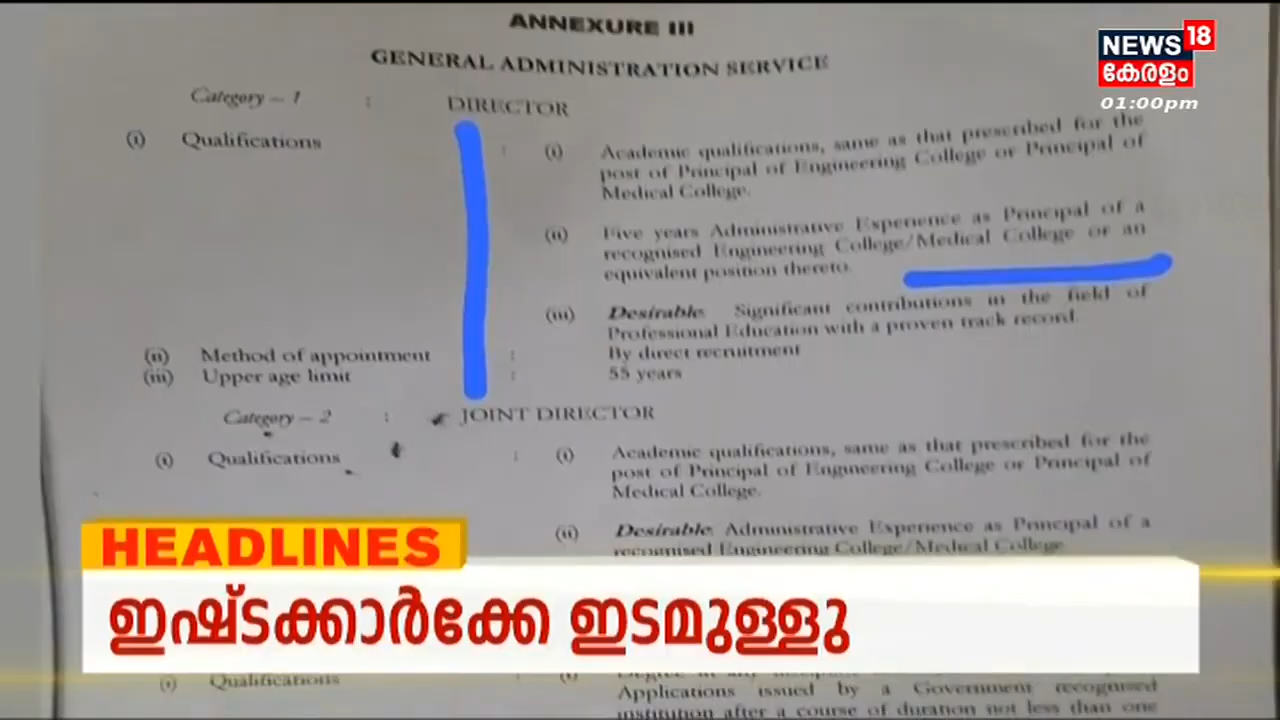 ANNEXURE III
GENERAL ADMINISTRATION SERVICE
NEWS 18
കേരളം
01:00pm
Category – 1 : DIRECTOR
(i) Qualifications : (i) Academic qualifications, same as that prescribed for the
post of Principal of Engineering College or Principal of
Medical College.
(ii) Five years Administrative Experience as Principal of a
recognised Engineering College/Medical College or an
equivalent position thereto.
(iii) Desirable: Significant contributions in the field of
Professional Education with a proven track record.
(ii) Method of appointment : By direct recruitment
(iii) Upper age limit : 55 years
Category – 2 : JOINT DIRECTOR
(i) Qualifications : (i) Academic qualifications, same as that prescribed for the
post of Principal of Engineering College or Principal of
Medical College.
(ii) Desirable: Administrative Experience as Principal of a
recognised Engineering College/Medical College.
HEADLINES
ഇഷ്ടക്കാർക്കേ ഇടമുള്ളു
(i) Qualifications (i) Degree in any
Applications issued by a Government recognised
institution after a course of duration not less than one